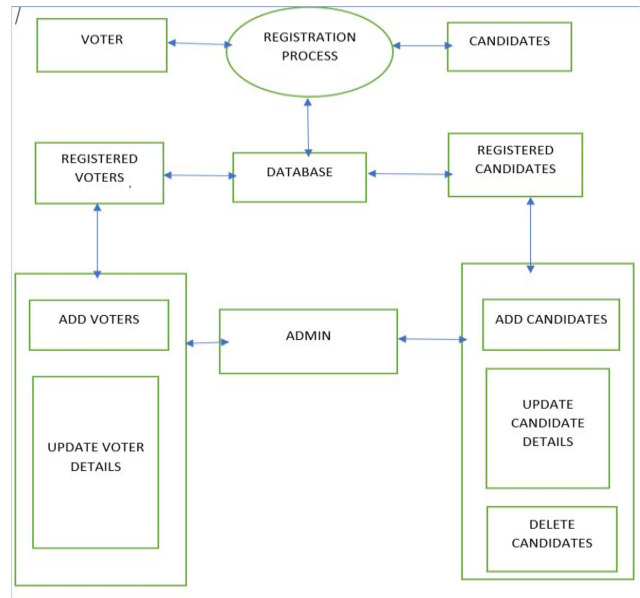 /
VOTER
REGISTRATION
PROCESS
CANDIDATES
REGISTERED
VOTERS
DATABASE
REGISTERED
CANDIDATES
ADD VOTERS
ADMIN
ADD CANDIDATES
UPDATE VOTER
DETAILS
UPDATE
CANDIDATE
DETAILS
DELETE
CANDIDATES